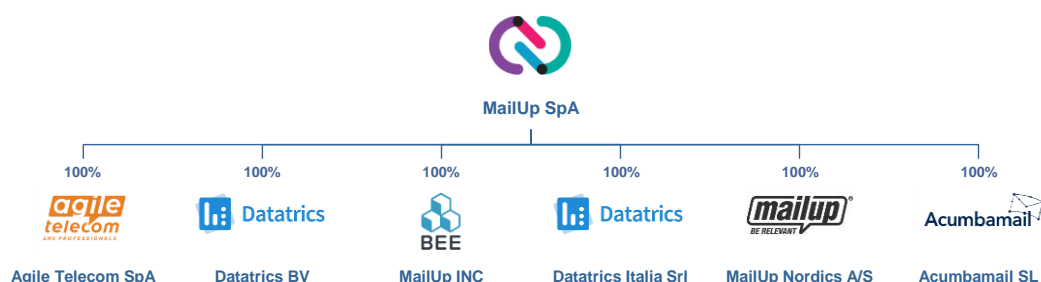 MailUp SpA
100% 100% 100% 100% 100% 100%
agile
telecom
SMS PROFESSIONALS
Datatrics
BEE
Datatrics
mailup®
BE RELEVANT
Acumbamail
Agile Telecom SpA Datatrics BV MailUp INC Datatrics Italia Srl MailUp Nordics A/S Acumbamail SL